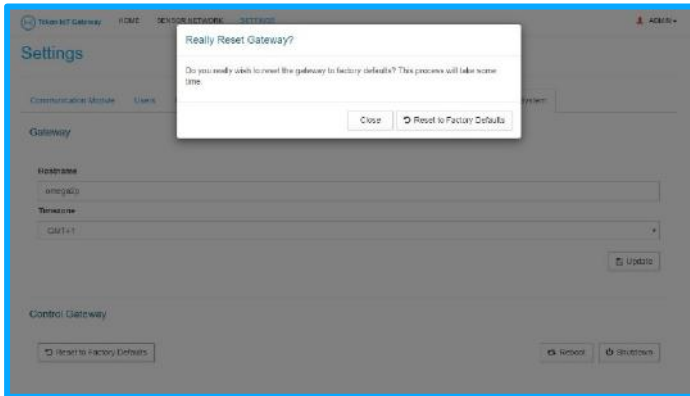 IoT Gateway HOME SENSOR NETWORK SETTINGS ADMIN
Settings
Really Reset Gateway?
Do you really wish to reset the gateway to factory defaults? This process will take some
time.
Close Reset to Factory Defaults
Communication Module Users System
Gateway
Hostname
omega2p
Timezone
GMT+1
Update
Control Gateway
Reset to Factory Defaults Reboot Shutdown